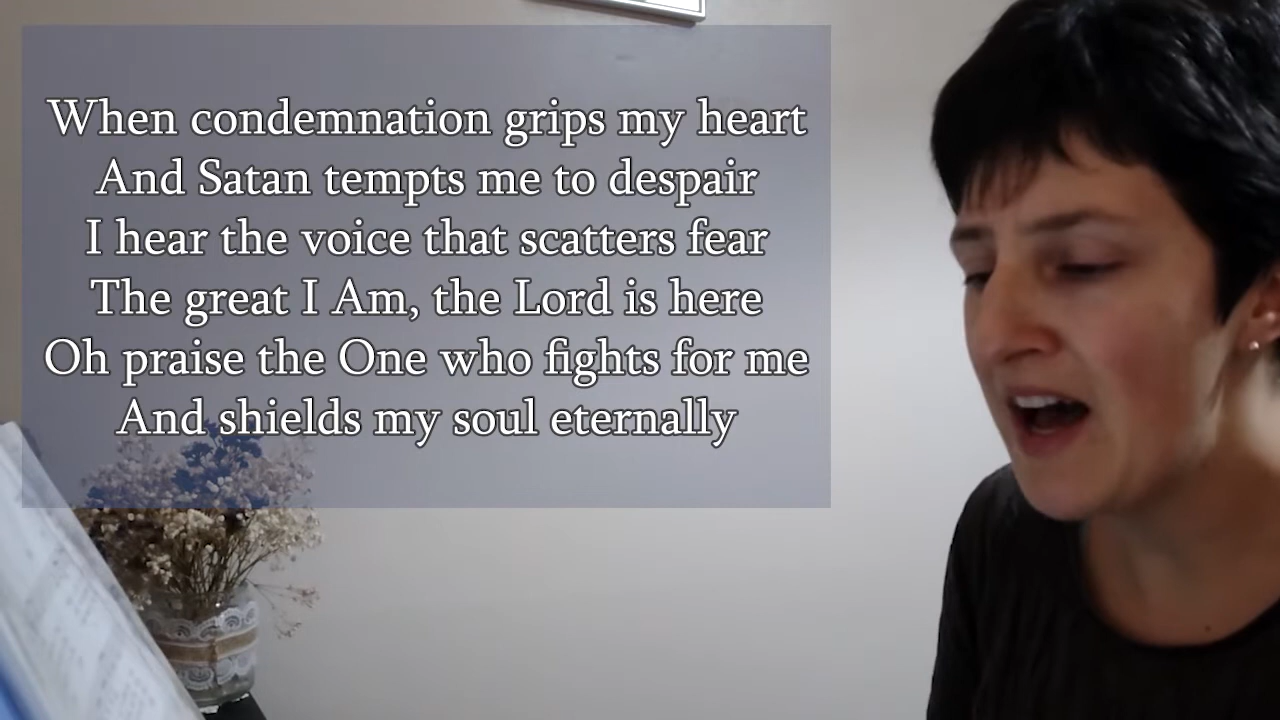 When condemnation grips my heart
And Satan tempts me to despair
I hear the voice that scatters fear
The great I Am, the Lord is here
Oh praise the One who fights for me
And shields my soul eternally